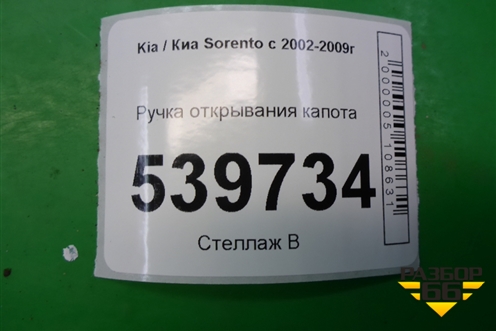 Kia / Киа Sorento с 2002-2009г
Ручка открывания капота
539734
Стеллаж В
2000005108631
РАЗБОР
66